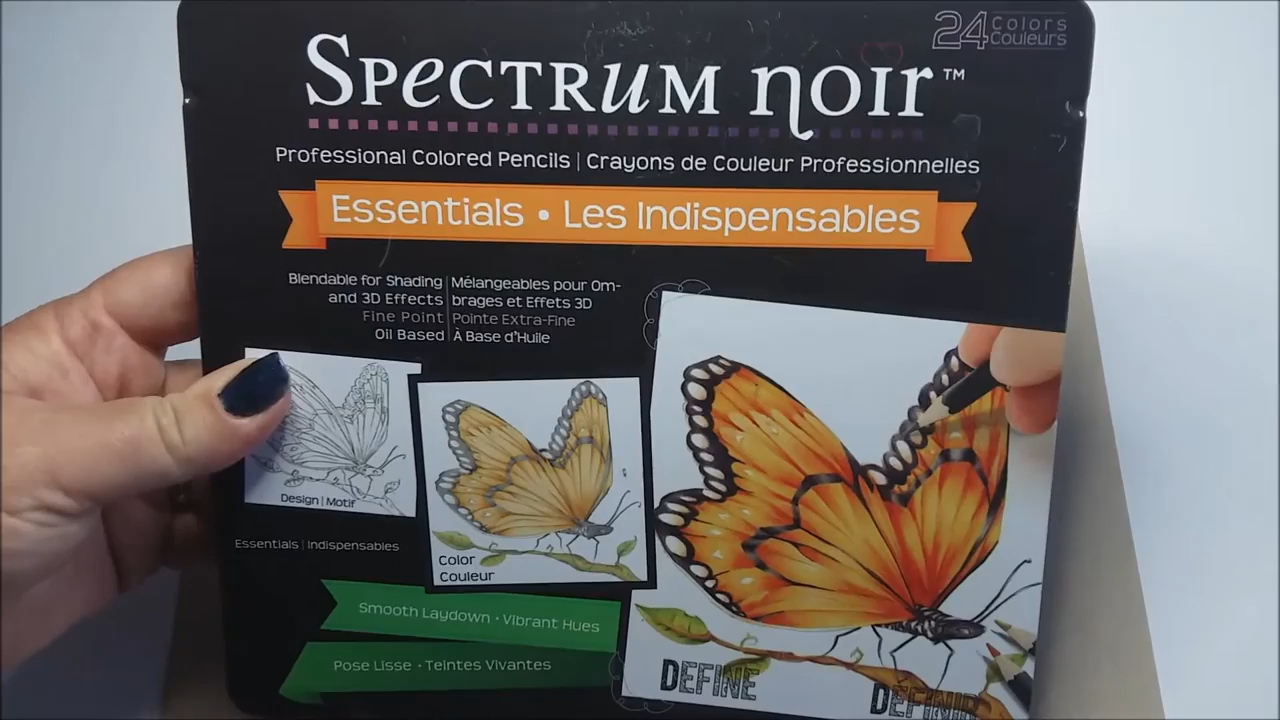 24 Colors
Couleurs
Spectrum noir™
Professional Colored Pencils | Crayons de Couleur Professionnelles
Essentials • Les Indispensables
Blendable for Shading
and 3D Effects
Fine Point
Oil Based
Mélangeables pour Om-
brages et Effets 3D
Pointe Extra-Fine
À Base d'Huile
Design | Motif
Essentials | Indispensables
Color
Couleur
Smooth Laydown • Vibrant Hues
Pose Lisse • Teintes Vivantes
DEFINE
DÉFINIR